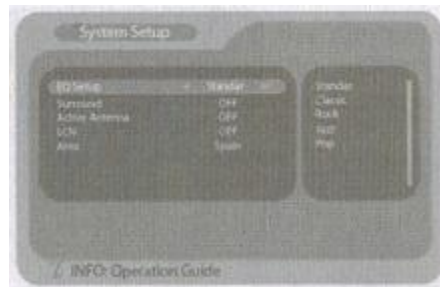 System Setup
EQ Setup Standar
Surround OFF
Active Antenna OFF
LCN OFF
Area Spain
Standar
Classic
Rock
Jazz
Pop
INFO: Operation Guide